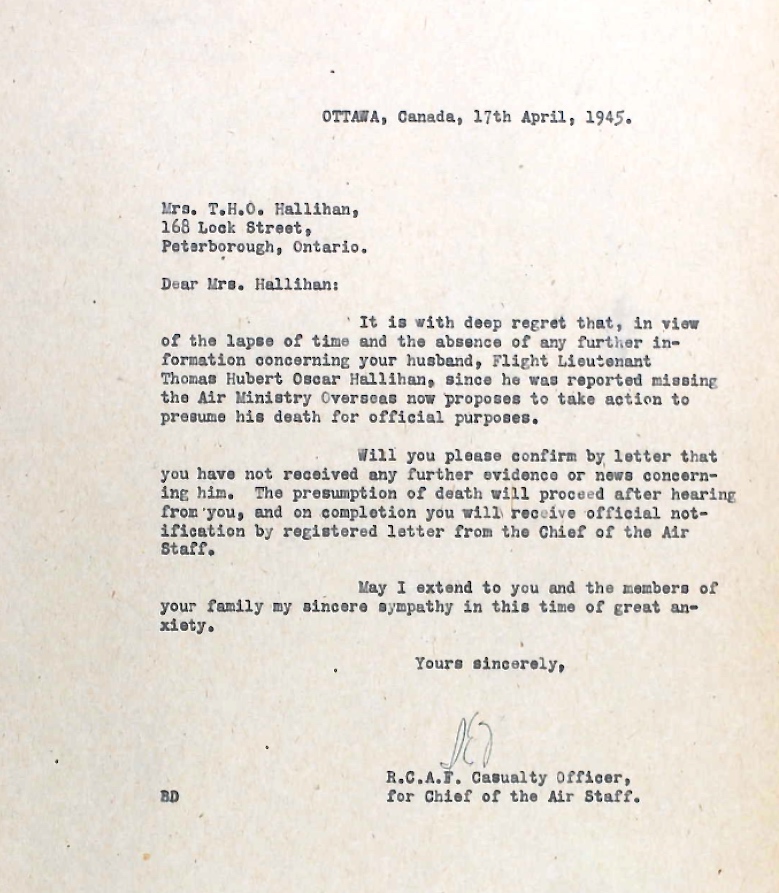 OTTAWA, Canada, 17th April, 1945.
Mrs. T.H.O. Hallihan,
168 Lock Street,
Peterborough, Ontario.
Dear Mrs. Hallihan:
It is with deep regret that, in view
of the lapse of time and the absence of any further in-
formation concerning your husband, Flight Lieutenant
Thomas Hubert Oscar Hallihan, since he was reported missing
the Air Ministry Overseas now proposes to take action to
presume his death for official purposes.
Will you please confirm by letter that
you have not received any further evidence or news concern-
ing him. The presumption of death will proceed after hearing
from you, and on completion you will receive official not-
ification by registered letter from the Chief of the Air
Staff.
May I extend to you and the members of
your family my sincere sympathy in this time of great an-
xiety.
Yours sincerely,
R.C.A.F. Casualty Officer,
BD for Chief of the Air Staff.